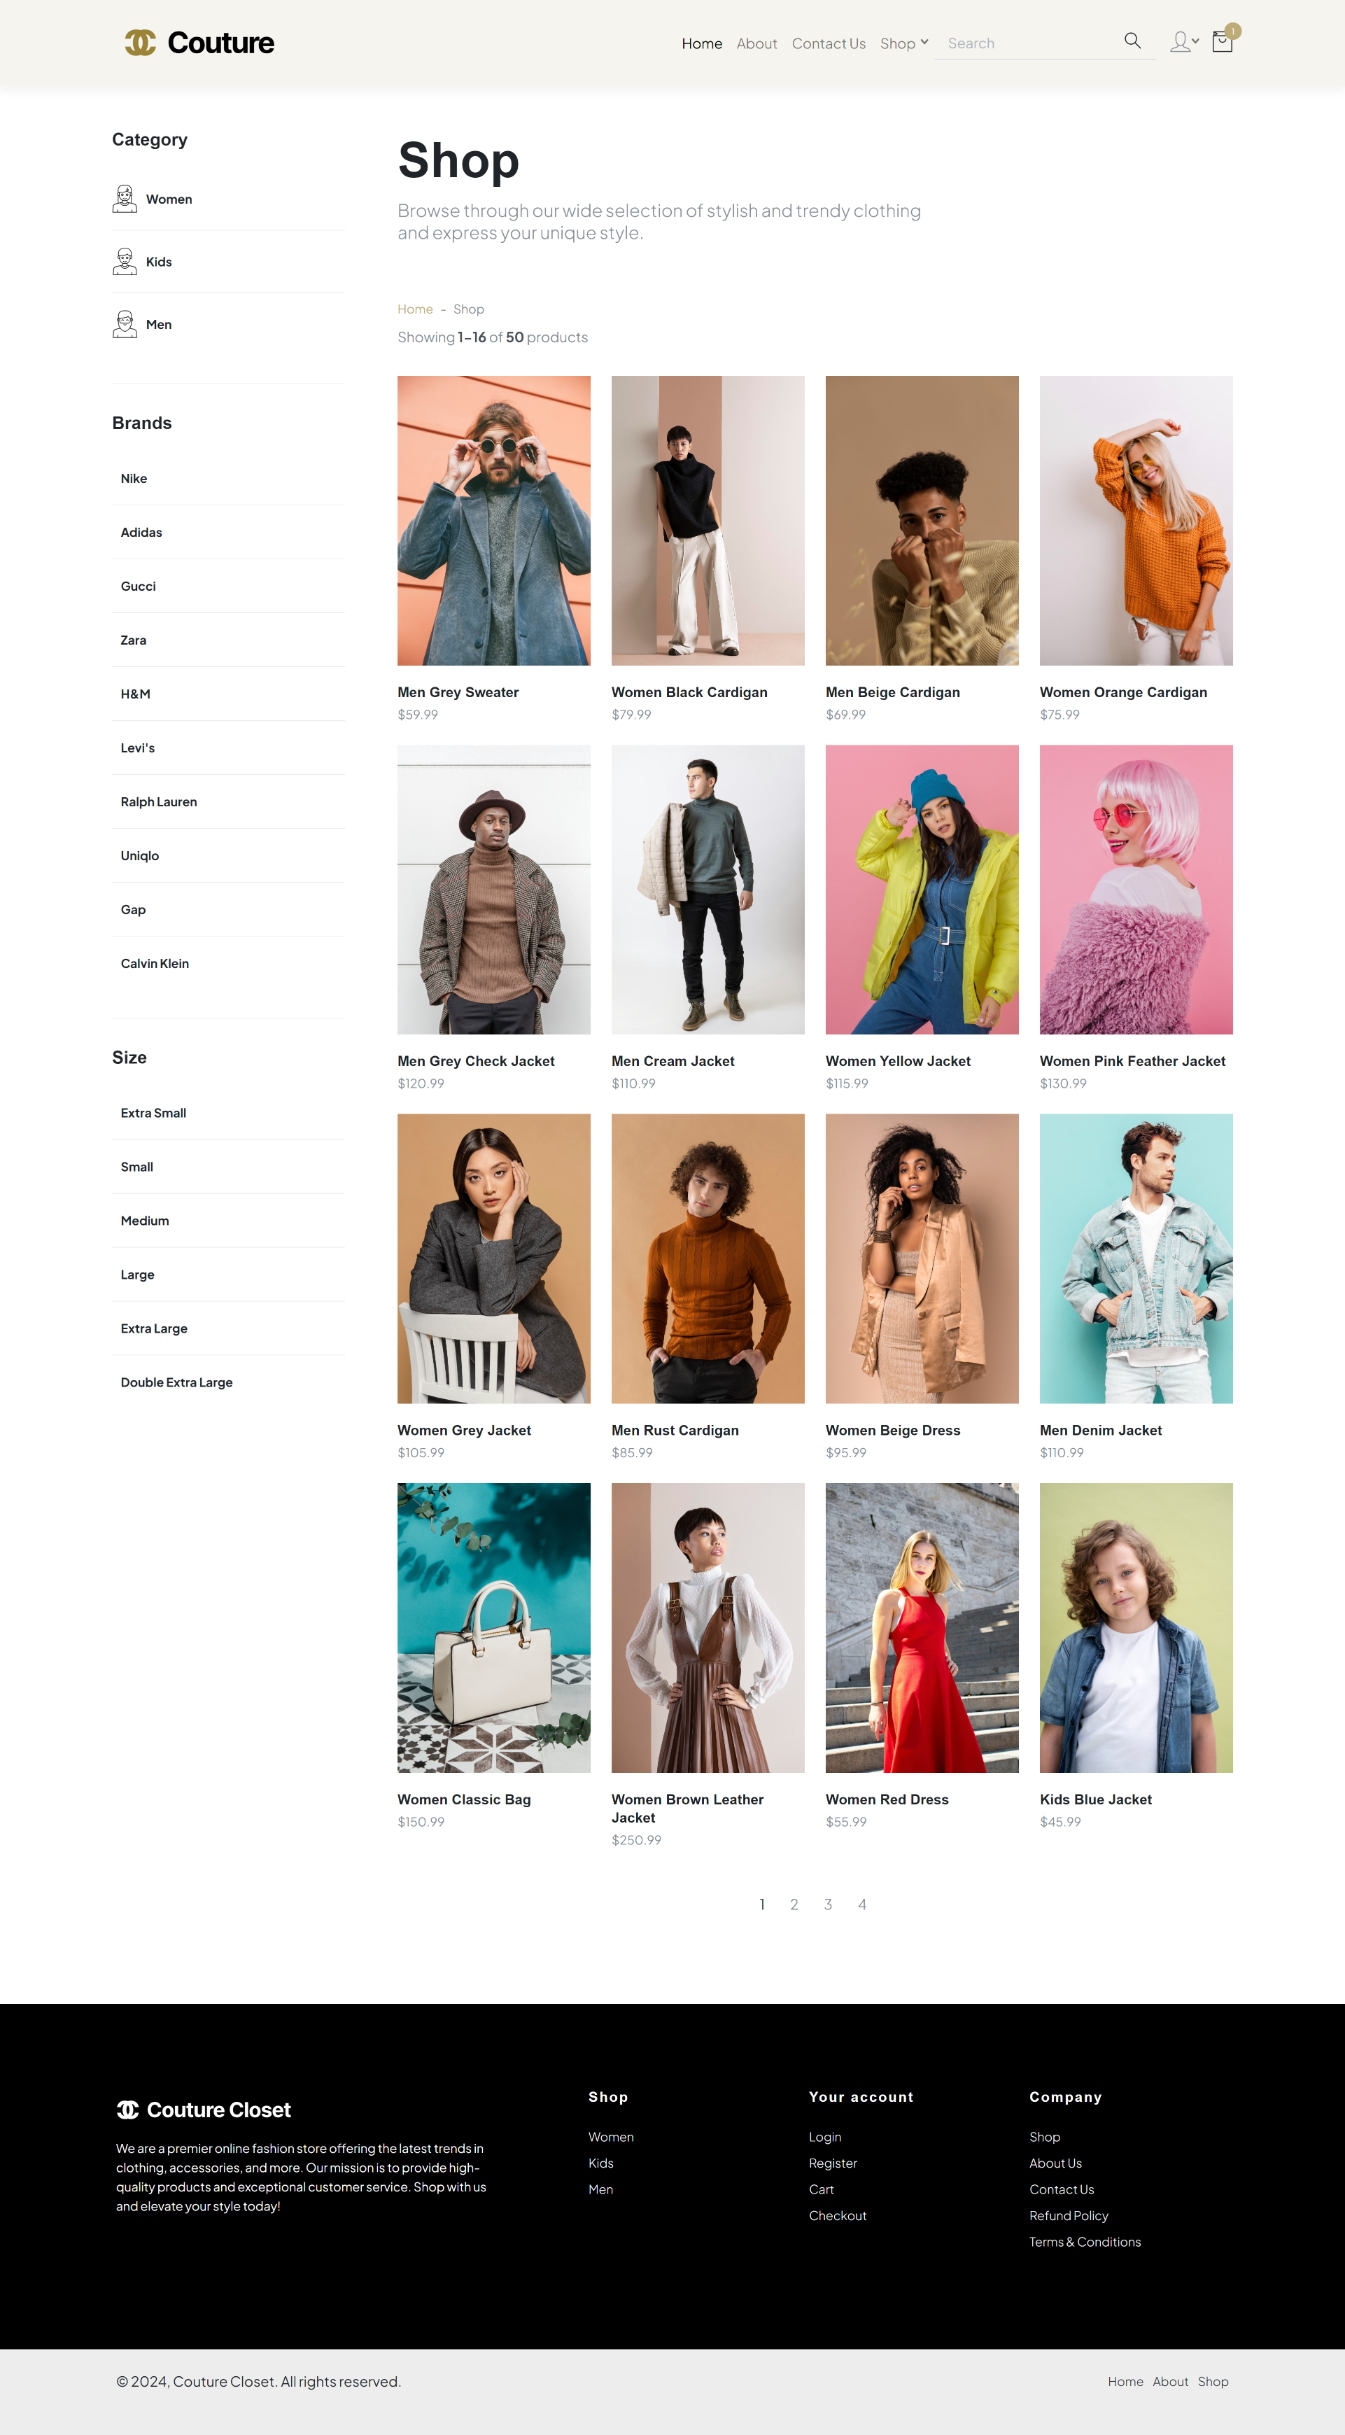 Couture
Home
About
Contact Us
Shop
Search
1
Category
Women
Kids
Men
Brands
Nike
Adidas
Gucci
Zara
H&M
Levi's
Ralph Lauren
Uniqlo
Gap
Calvin Klein
Size
Extra Small
Small
Medium
Large
Extra Large
Double Extra Large
Shop
Browse through our wide selection of stylish and trendy clothing
and express your unique style.
Home - Shop
Showing 1–16 of 50 products
Men Grey Sweater
$59.99
Women Black Cardigan
$79.99
Men Beige Cardigan
$69.99
Women Orange Cardigan
$75.99
Men Grey Check Jacket
$120.99
Men Cream Jacket
$110.99
Women Yellow Jacket
$115.99
Women Pink Feather Jacket
$130.99
Women Grey Jacket
$105.99
Men Rust Cardigan
$85.99
Women Beige Dress
$95.99
Men Denim Jacket
$110.99
Women Classic Bag
$150.99
Women Brown Leather
Jacket
$250.99
Women Red Dress
$55.99
Kids Blue Jacket
$45.99
1 2 3 4
Couture Closet
We are a premier online fashion store offering the latest trends in
clothing, accessories, and more. Our mission is to provide high-
quality products and exceptional customer service. Shop with us
and elevate your style today!
Shop
Women
Kids
Men
Your account
Login
Register
Cart
Checkout
Company
Shop
About Us
Contact Us
Refund Policy
Terms & Conditions
© 2024, Couture Closet. All rights reserved.
Home About Shop